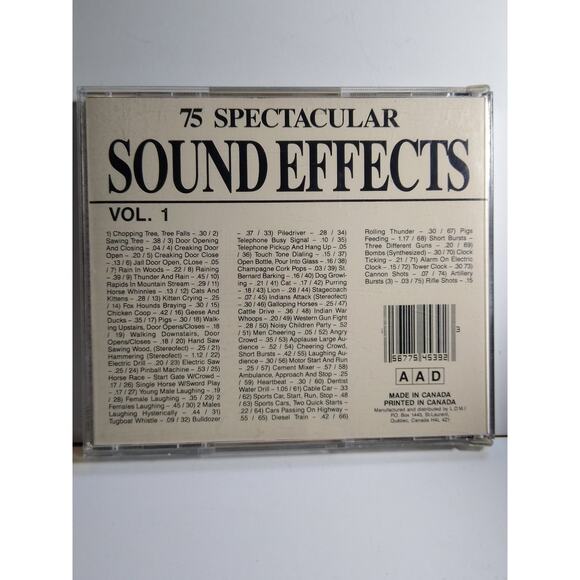 75 SPECTACULAR
SOUND EFFECTS
VOL. 1
1) Chopping Tree, Tree Falls - .30 / 2)
Sawing Tree - .38 / 3) Door Opening
And Closing - .04 / 4) Creaking Door
Open - .20 / 5) Creaking Door Close
- .13 / 6) Jail Door Open, CLose - .05
/ 7) Rain In Woods - .22 / 8) Raining
- .39 / 9) Thunder And Rain - .45 / 10)
Rapids In Mountain Stream - .29 / 11)
Horse Whinnies - .13 / 12) Cats And
Kittens - .28 / 13) Kitten Crying - .25
/ 14) Fox Hounds Braying - .30 / 15)
Chicken Coop - .42 / 16) Geese And
Ducks - .35 / 17) Pigs - .30 / 18) Walk-
ing Upstairs, Door Opens/Closes - .18
/ 19) Walking Downstairs, Door
Opens/Closes - .18 / 20) Hand Saw
Sawing Wood, (Stereo) - .25 / 21)
Hammering (Stereo) - .12 / 22)
Electric Drill - .20 / 23) Electric Saw
- .25 / 24) Pinball Machine - .53 / 25)
Horse Race - Start Gate W/Crowd -
.17 / 26) Single Horse W/Sword Play
- .17 / 27) Young Male Laughing - .19
/ 28) Female Laughing - .35 / 29) 2
Females Laughing - .45 / 30) 2 Males
Laughing Hysterically - .44 / 31)
Tugboat Whistle - .09 / 32) Bulldozer
- .37 / 33) Piledriver - .28 / 34)
Telephone Busy Signal - .10 / 35)
Telephone Pickup And Hang Up - .05
/ 36) Touch Tone Dialing - .15 / 37)
Open Bottle, Pour Into Glass - .16 / 38)
Champagne Cork Pops - .03 / 39) St.
Bernard Barking - .16 / 40) Dog Growl-
ing - .21 / 41) Cat - .17 / 42) Purring
- .18 / 43) Lion - .28 / 44) Stagecoach
- .07 / 45) Indians Attack (Stereofect)
- .30 / 46) Galloping Horses - .25 / 47)
Cattle Drive - .36 / 48) Indian War
Whoops - .20 / 49) Western Gun Fight
- .28 / 50) Noisy Children Party - .52
/ 51) Men Cheering - .05 / 52) Angry
Crowd - .35 / 53) Applause Large Au-
dience - .52 / 54) Cheering Crowd,
Short Bursts - .42 / 55) Laughing Au-
dience - .30 / 56) Motor Start And Run
- .25 / 57) Cement Mixer - .57 / 58)
Ambulance, Approach And Stop - .25
/ 59) Heartbeat - .30 / 60) Dentist
Water Drill - 1.05 / 61) Cable Car - .33
/ 62) Sports Car, Start, Run, Stop - .48
/ 63) Sports Cars, Two Quick Starts -
.22 / 64) Cars Passing On Highway -
.55 / 65) Diesel Train - .42 / 66)
Rolling Thunder - .30 / 67) Pigs
Feeding - 1.17 / 68) Short Bursts -
Three Different Guns - .20 / 69)
Bombs (Synthesized) - .30 / 70) Clock
Ticking - .21 / 71) Alarm On Electric
Clock - .15 / 72) Tower Clock - .30 73)
Cannon Shots - .07 / 74) Artillery
Bursts (3) - .03 / 75) Rifle Shots - .15
3
56775 45392
AAD
MADE IN CANADA
PRINTED IN CANADA
Manufactured and distributed by L.D.M.I
P.O. Box 1445, St-Laurent,
Québec, Canada H4L 4Z1